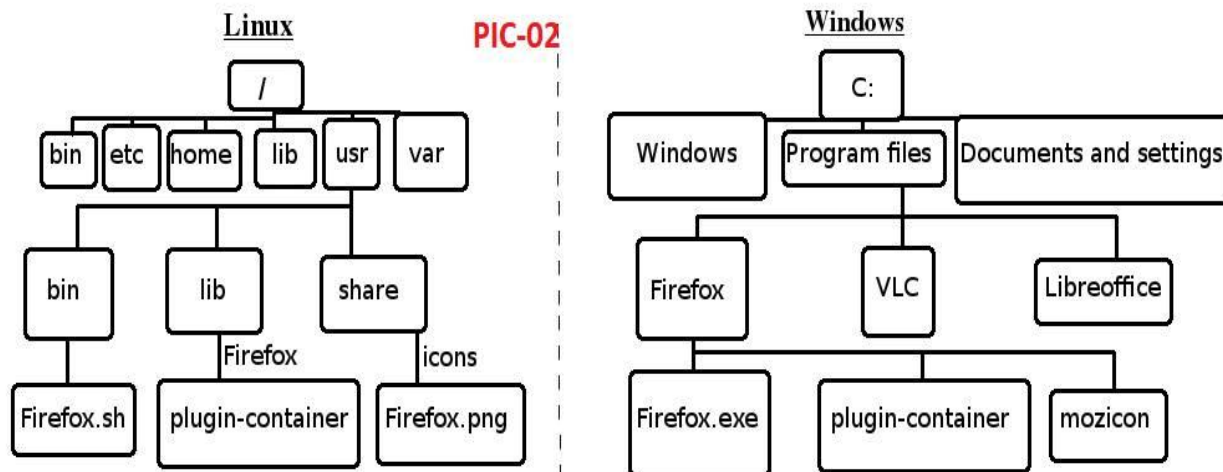 Linux
PIC-02
Windows
/
C:
bin etc home lib usr var
Windows Program files Documents and settings
bin lib share
Firefox VLC Libreoffice
Firefox icons
Firefox.sh plugin-container Firefox.png
Firefox.exe plugin-container mozicon